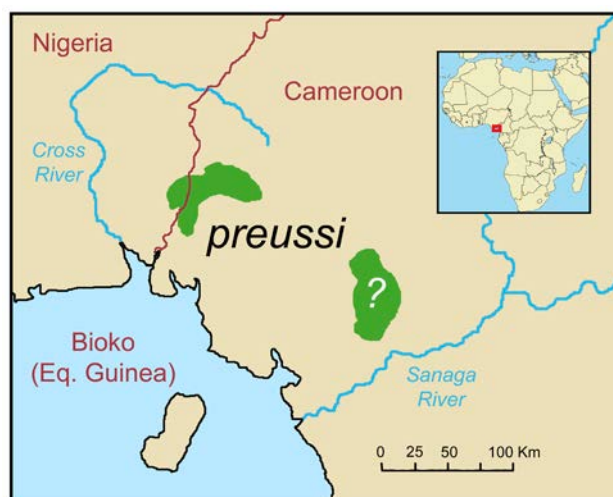 Nigeria
Cameroon
Cross
River
preussi
?
Bioko
(Eq. Guinea)
Sanaga
River
0 25 50 100 Km